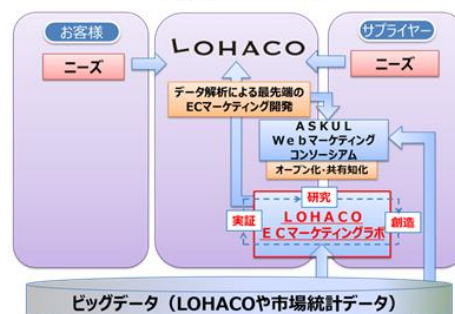 お客様
サプライヤー
LOHACO
ニーズ
ニーズ
データ解析による最先端の
ECマーケティング開発
ASKUL
Webマーケティング
コンソーシアム
オープン化・共有知化
研究
実証
LOHACO
ECマーケティングラボ
創造
ビッグデータ（LOHACOや市場統計データ）